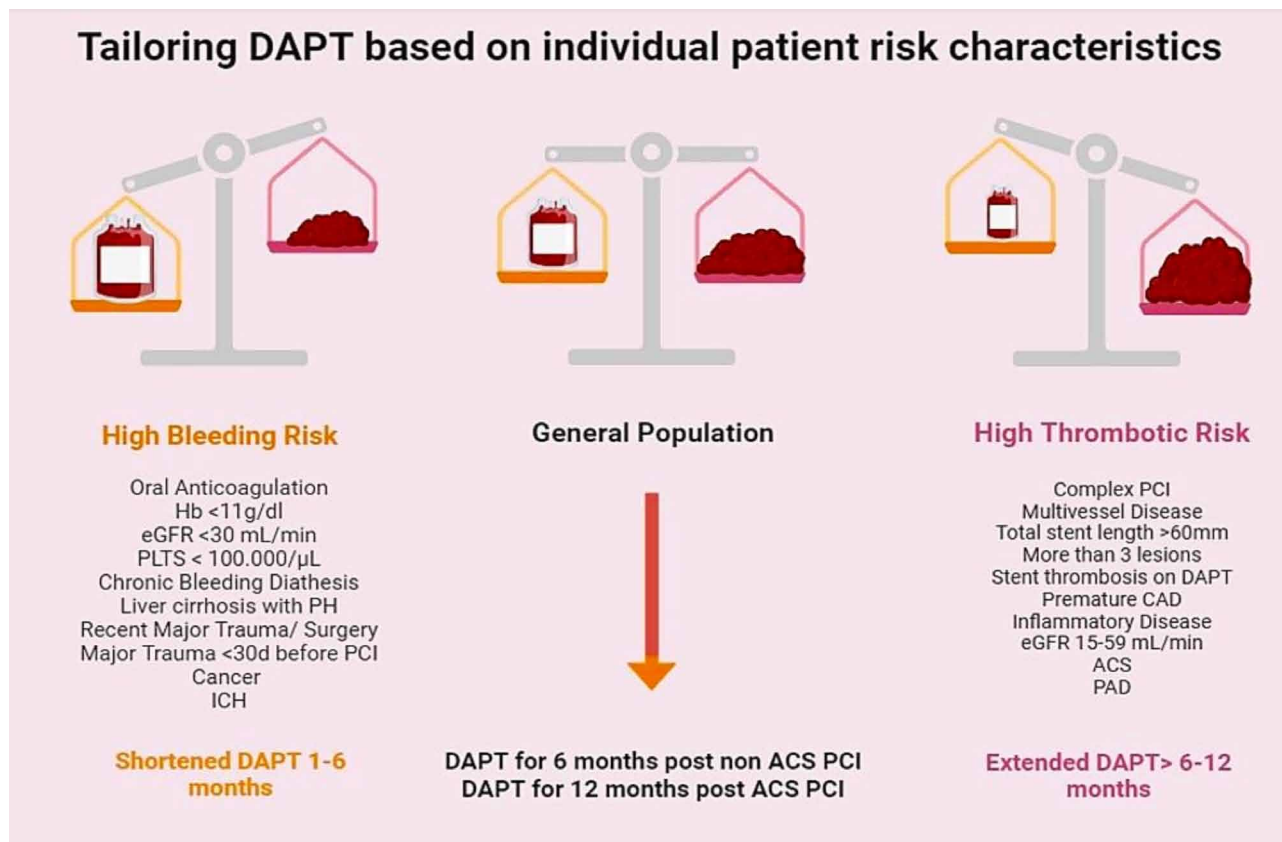 Tailoring DAPT based on individual patient risk characteristics
High Bleeding Risk
Oral Anticoagulation
Hb <11g/dl
eGFR <30 mL/min
PLTS < 100.000/µL
Chronic Bleeding Diathesis
Liver cirrhosis with PH
Recent Major Trauma/ Surgery
Major Trauma <30d before PCI
Cancer
ICH
Shortened DAPT 1-6
months
General Population
DAPT for 6 months post non ACS PCI
DAPT for 12 months post ACS PCI
High Thrombotic Risk
Complex PCI
Multivessel Disease
Total stent length >60mm
More than 3 lesions
Stent thrombosis on DAPT
Premature CAD
Inflammatory Disease
eGFR 15-59 mL/min
ACS
PAD
Extended DAPT> 6-12
months